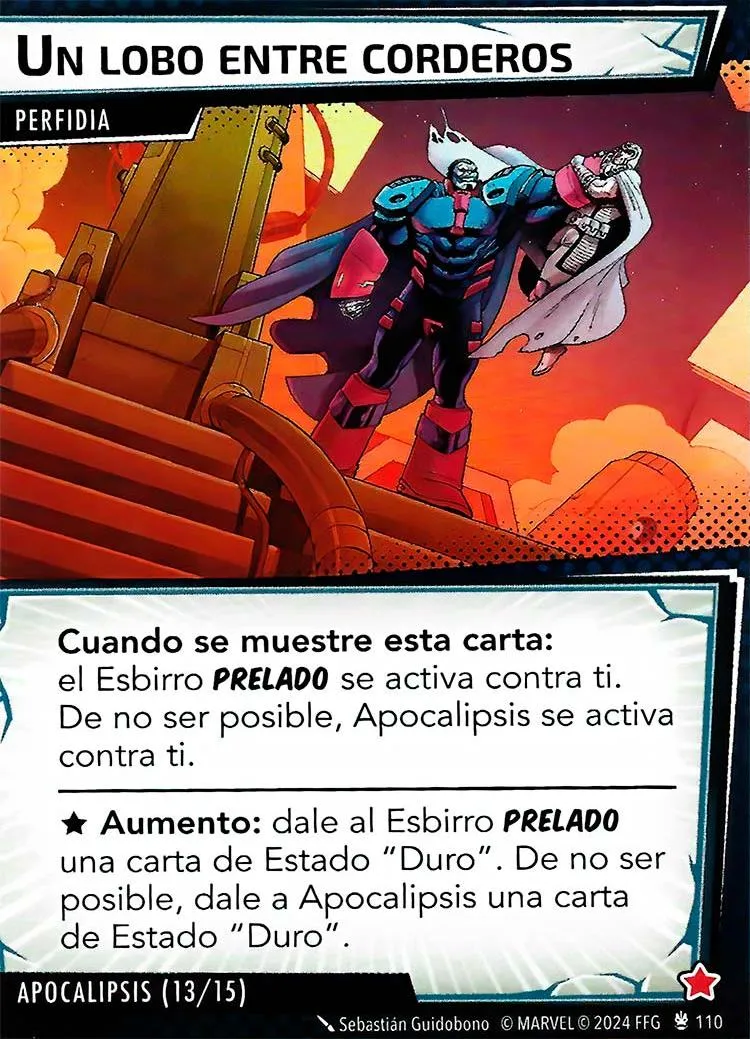 UN LOBO ENTRE CORDEROS
PERFIDIA
Cuando se muestre esta carta:
el Esbirro PRELADO se activa contra ti.
De no ser posible, Apocalipsis se activa
contra ti.
★ Aumento: dale al Esbirro PRELADO
una carta de Estado “Duro”. De no ser
posible, dale a Apocalipsis una carta
de Estado “Duro”.
APOCALIPSIS (13/15)
Sebastián Guidobono © MARVEL © 2024 FFG 110